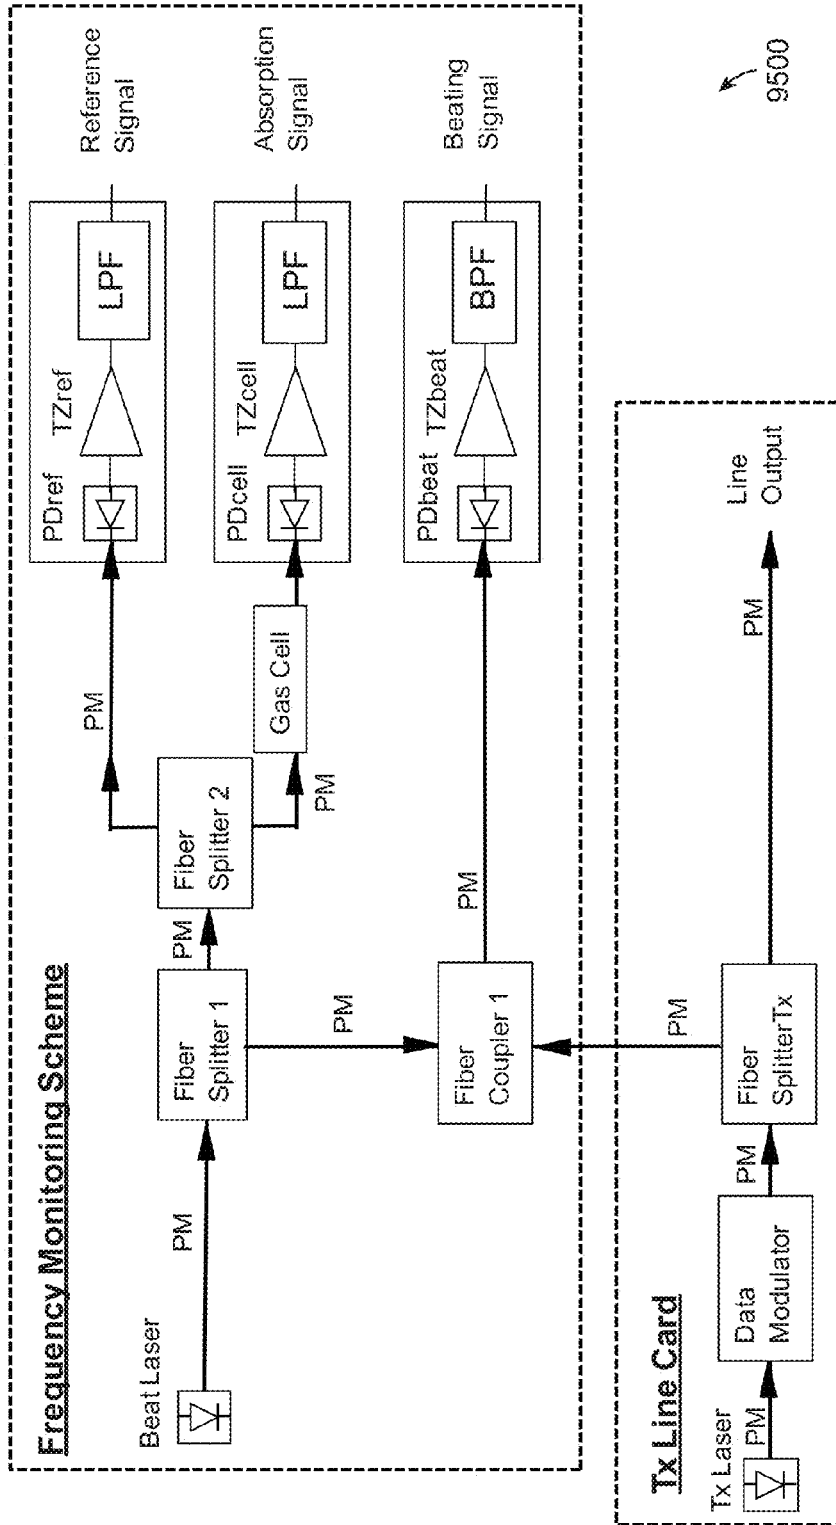 Frequency Monitoring Scheme
Beat Laser
PM
Fiber
Splitter 1
PM
Fiber
Splitter 2
PM
PDref
TZref
LPF
Reference
Signal
PM
Gas Cell
PDcell
TZcell
LPF
Absorption
Signal
PM
Fiber
Coupler 1
PM
PDbeat
TZbeat
BPF
Beating
Signal
Tx Line Card
Tx Laser
PM
Data
Modulator
PM
Fiber
SplitterTx
PM
PM
Line
Output
9500